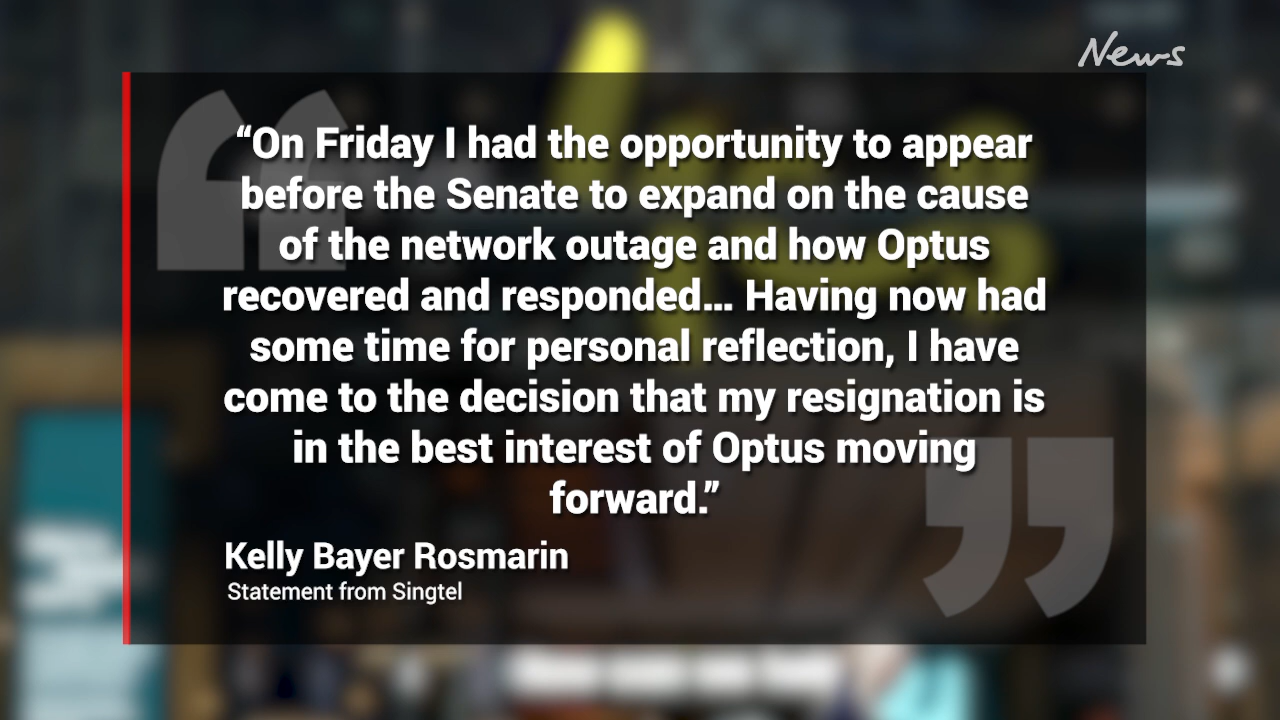 News
“On Friday I had the opportunity to appear
before the Senate to expand on the cause
of the network outage and how Optus
recovered and responded... Having now had
some time for personal reflection, I have
come to the decision that my resignation is
in the best interest of Optus moving
forward.”
Kelly Bayer Rosmarin
Statement from Singtel